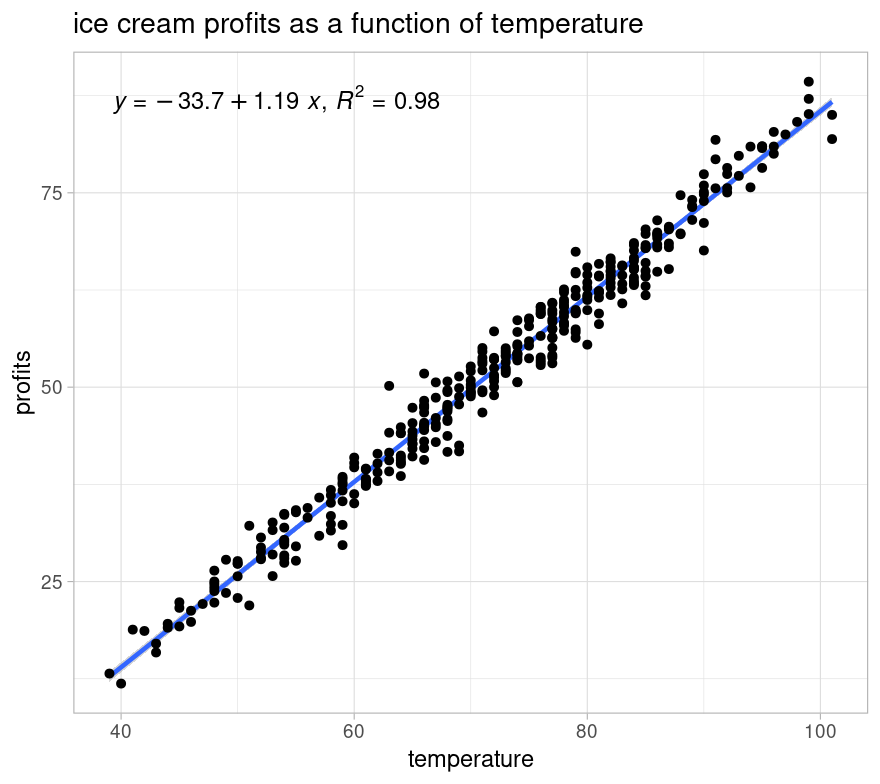 ice cream profits as a function of temperature
y = − 33.7 + 1.19 x, R² = 0.98
75
50
25
profits
40 60 80 100
temperature